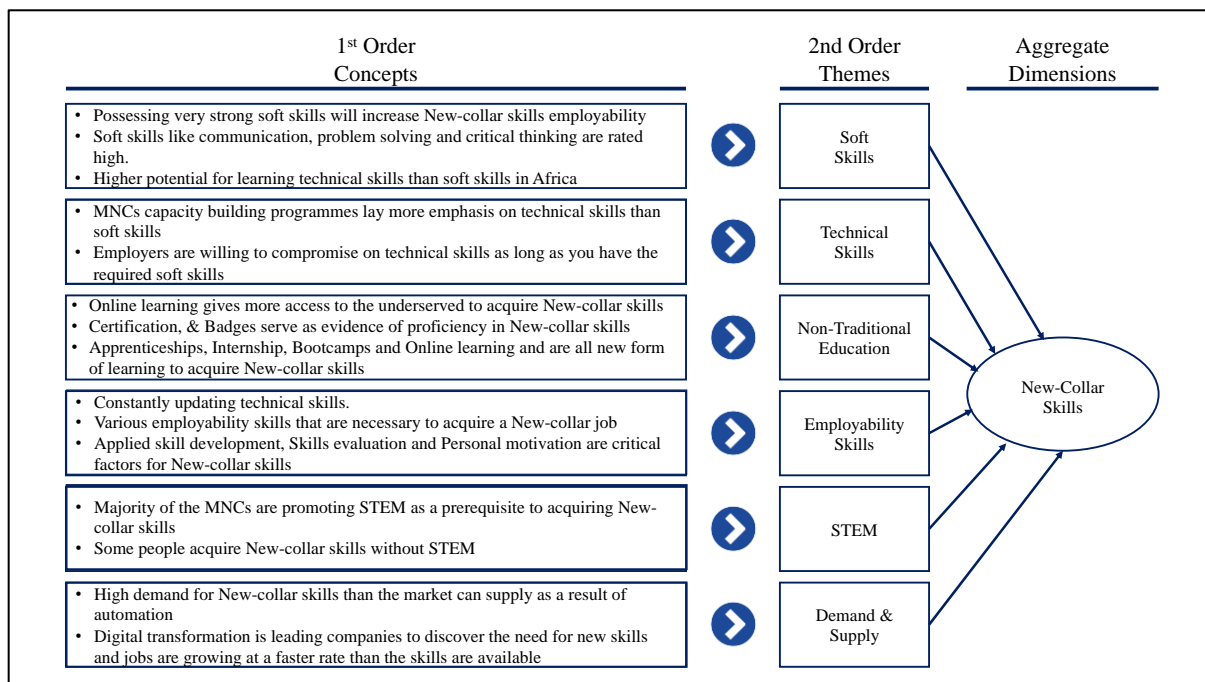 1st Order
Concepts
2nd Order
Themes
Aggregate
Dimensions
• Possessing very strong soft skills will increase New-collar skills employability
• Soft skills like communication, problem solving and critical thinking are rated
high.
• Higher potential for learning technical skills than soft skills in Africa
Soft
Skills
• MNCs capacity building programmes lay more emphasis on technical skills than
soft skills
• Employers are willing to compromise on technical skills as long as you have the
required soft skills
Technical
Skills
• Online learning gives more access to the underserved to acquire New-collar skills
• Certification, & Badges serve as evidence of proficiency in New-collar skills
• Apprenticeships, Internship, Bootcamps and Online learning and are all new form
of learning to acquire New-collar skills
Non-Traditional
Education
• Constantly updating technical skills.
• Various employability skills that are necessary to acquire a New-collar job
• Applied skill development, Skills evaluation and Personal motivation are critical
factors for New-collar skills
Employability
Skills
New-Collar
Skills
• Majority of the MNCs are promoting STEM as a prerequisite to acquiring New-
collar skills
• Some people acquire New-collar skills without STEM
STEM
• High demand for New-collar skills than the market can supply as a result of
automation
• Digital transformation is leading companies to discover the need for new skills
and jobs are growing at a faster rate than the skills are available
Demand &
Supply